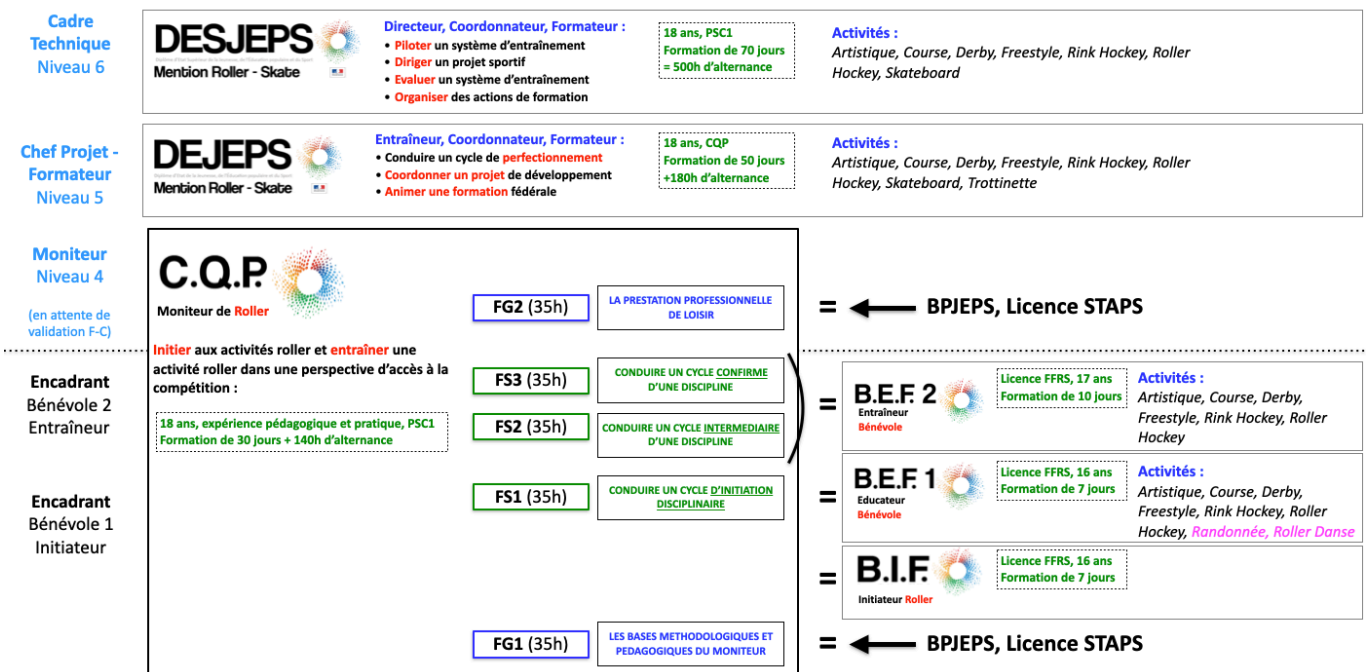 Cadre
Technique
Niveau 6
DESJEPS
Mention Roller - Skate
Directeur, Coordonnateur, Formateur :
• Piloter un système d'entraînement
• Diriger un projet sportif
• Evaluer un système d'entraînement
• Organiser des actions de formation
18 ans, PSC1
Formation de 70 jours
= 500h d'alternance
Activités :
Artistique, Course, Derby, Freestyle, Rink Hockey, Roller
Hockey, Skateboard
Chef Projet -
Formateur
Niveau 5
DEJEPS
Mention Roller - Skate
Entraîneur, Coordonnateur, Formateur :
• Conduire un cycle de perfectionnement
• Coordonner un projet de développement
• Animer une formation fédérale
18 ans, CQP
Formation de 50 jours
+180h d'alternance
Activités :
Artistique, Course, Derby, Freestyle, Rink Hockey, Roller
Hockey, Skateboard, Trottinette
Moniteur
Niveau 4
(en attente de
validation F-C)
C.Q.P.
Moniteur de Roller
Initier aux activités roller et entraîner une
activité roller dans une perspective d'accès à la
compétition :
18 ans, expérience pédagogique et pratique, PSC1
Formation de 30 jours + 140h d'alternance
FG2 (35h)
LA PRESTATION PROFESSIONNELLE
DE LOISIR
= BPJEPS, Licence STAPS
Encadrant
Bénévole 2
Entraîneur
FS3 (35h)
CONDUIRE UN CYCLE CONFIRME
D'UNE DISCIPLINE
FS2 (35h)
CONDUIRE UN CYCLE INTERMEDIAIRE
D'UNE DISCIPLINE
=
B.E.F. 2
Entraîneur
Bénévole
Licence FFRS, 17 ans
Formation de 10 jours
Activités :
Artistique, Course, Derby,
Freestyle, Rink Hockey, Roller
Hockey
Encadrant
Bénévole 1
Initiateur
FS1 (35h)
CONDUIRE UN CYCLE D'INITIATION
DISCIPLINAIRE
=
B.E.F. 1
Educateur
Bénévole
Licence FFRS, 16 ans
Formation de 7 jours
Activités :
Artistique, Course, Derby,
Freestyle, Rink Hockey, Roller
Hockey, Randonnée, Roller Danse
=
B.I.F.
Initiateur Roller
Licence FFRS, 16 ans
Formation de 7 jours
FG1 (35h)
LES BASES METHODOLOGIQUES ET
PEDAGOGIQUES DU MONITEUR
= BPJEPS, Licence STAPS